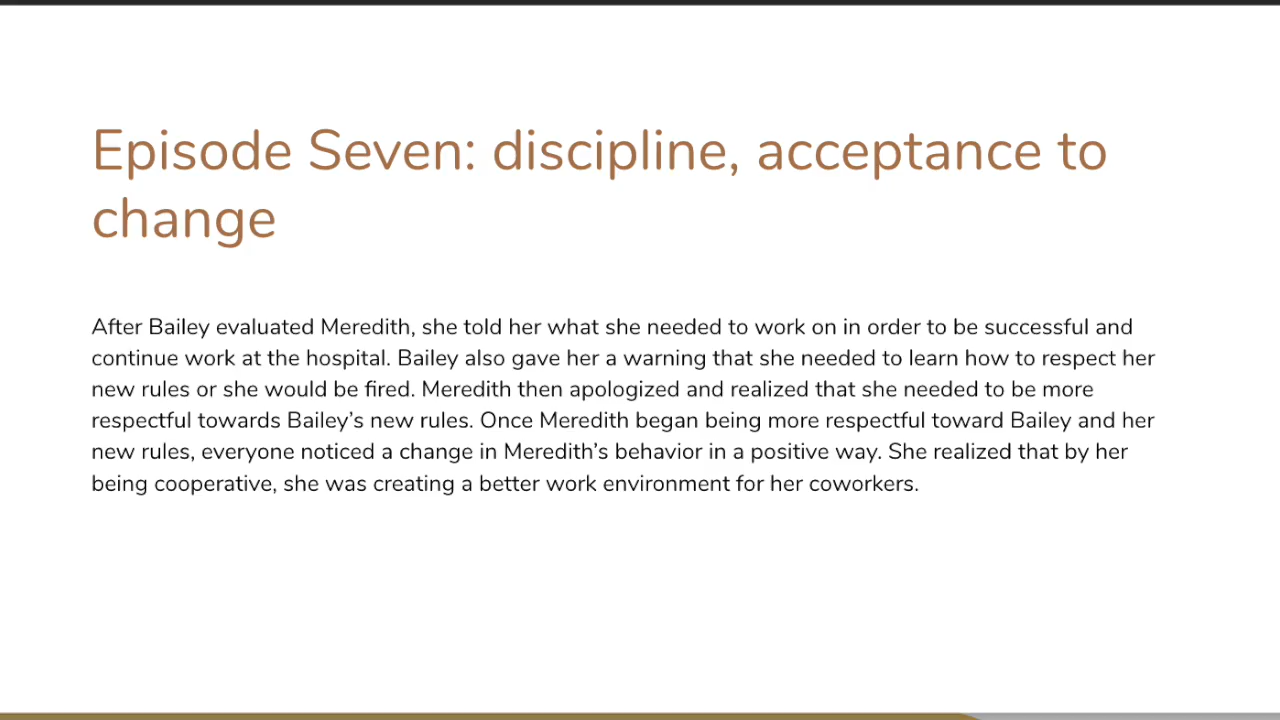 Episode Seven: discipline, acceptance to
change
After Bailey evaluated Meredith, she told her what she needed to work on in order to be successful and
continue work at the hospital. Bailey also gave her a warning that she needed to learn how to respect her
new rules or she would be fired. Meredith then apologized and realized that she needed to be more
respectful towards Bailey’s new rules. Once Meredith began being more respectful toward Bailey and her
new rules, everyone noticed a change in Meredith’s behavior in a positive way. She realized that by her
being cooperative, she was creating a better work environment for her coworkers.